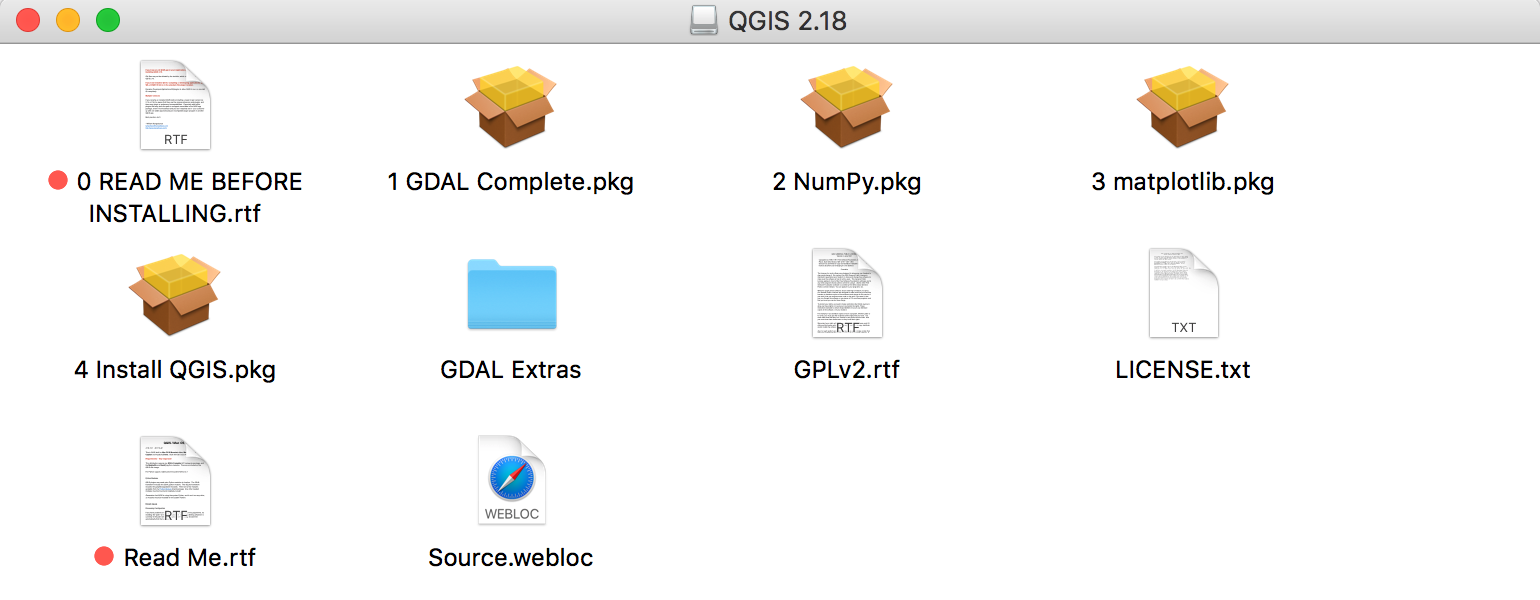 QGIS 2.18
RTF
0 READ ME BEFORE
INSTALLING.rtf
1 GDAL Complete.pkg
2 NumPy.pkg
3 matplotlib.pkg
4 Install QGIS.pkg
GDAL Extras
RTF
GPLv2.rtf
TXT
LICENSE.txt
RTF
Read Me.rtf
WEBLOC
Source.webloc